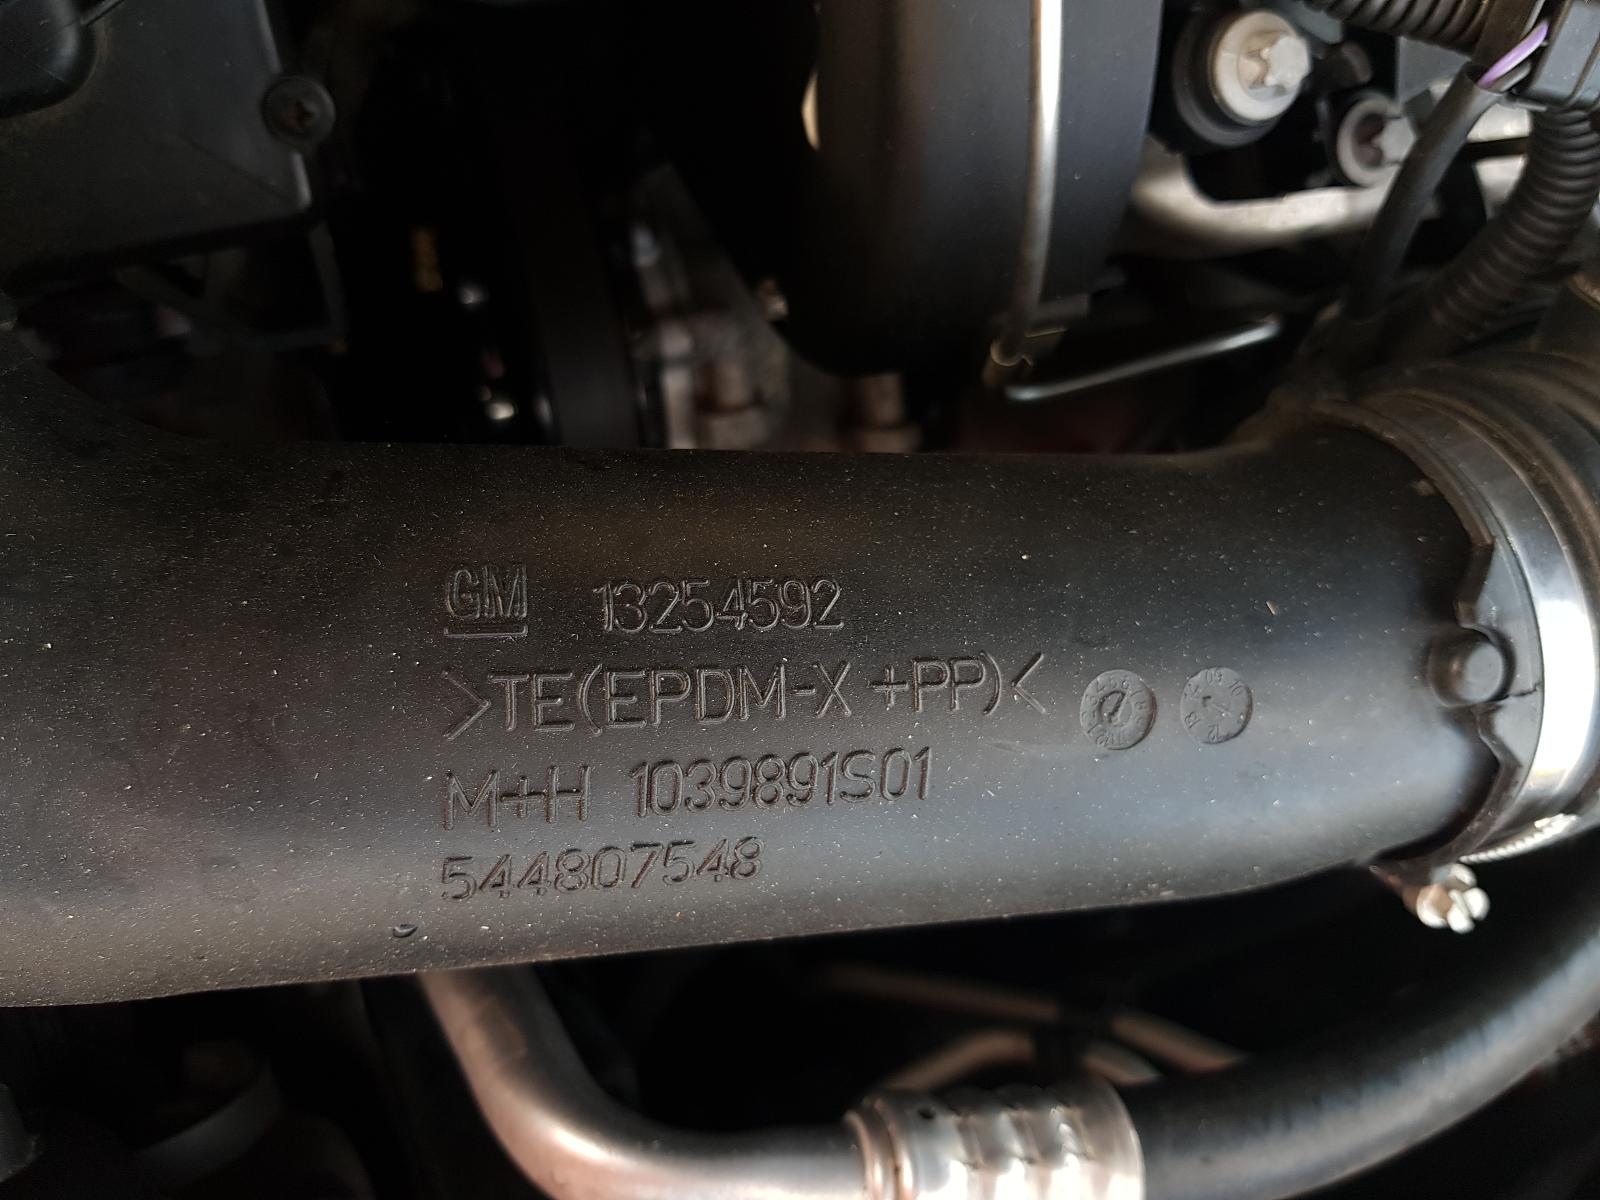 GM 13254592
>TE(EPDM-X +PP)<
M+H 1039891S01
544807548